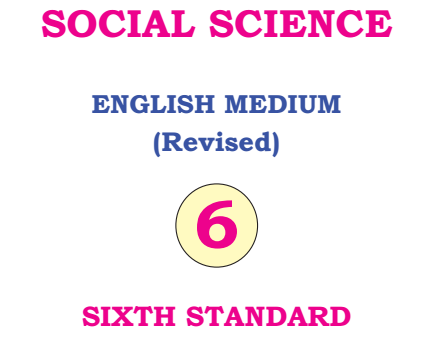 SOCIAL SCIENCE
ENGLISH MEDIUM
(Revised)
6
SIXTH STANDARD